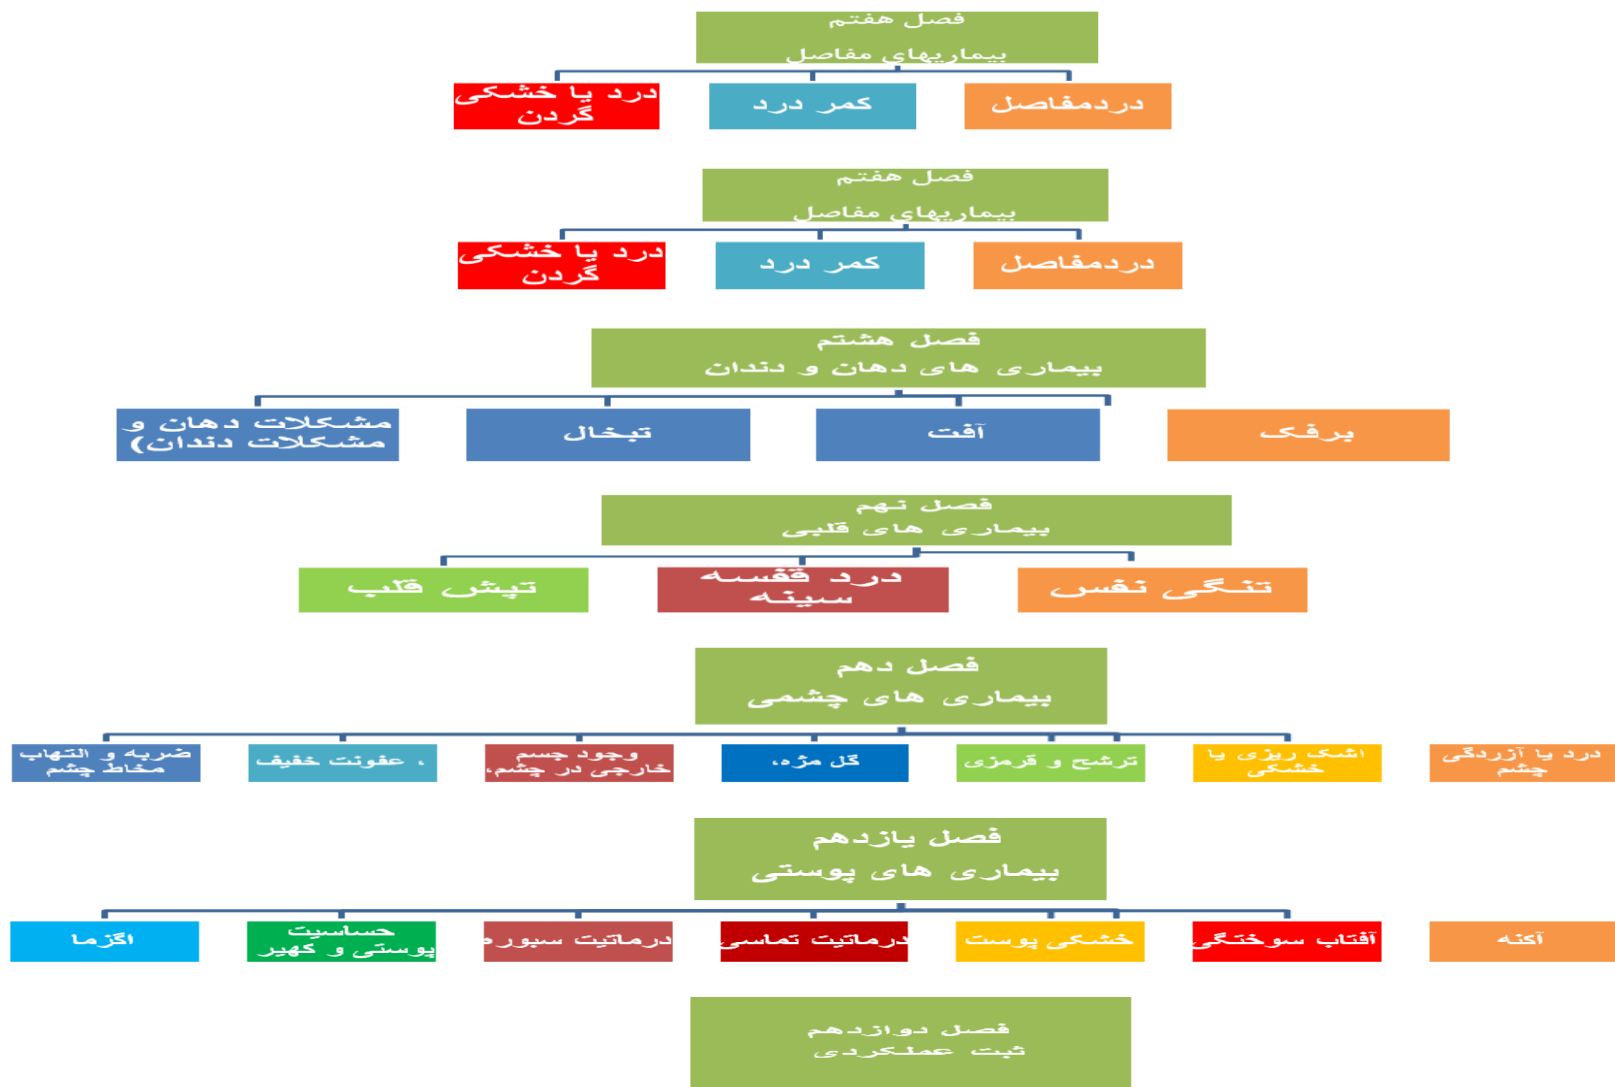 فصل هفتم
بیماریهای مفاصل
دردمفاصل
کمر درد
درد یا خشکی
گردن
فصل هفتم
بیماریهای مفاصل
دردمفاصل
کمر درد
درد یا خشکی
گردن
فصل هشتم
بیماری های دهان و دندان
برفک
آفت
تبخال
مشکلات دهان و
مشکلات دندان)
فصل نهم
بیماری های قلبی
تنگی نفس
درد قفسه
سینه
تپش قلب
فصل دهم
بیماری های چشمی
درد یا آزردگی
چشم
اشک ریزی یا
خشکی
ترشح و قرمزی
گل مژه،
وجود جسم
خارجی در چشم،
، عفونت خفیف
ضربه و التهاب
مخاط چشم
فصل یازدهم
بیماری های پوستی
آکنه
آفتاب سوختگی
خشکی پوست
درماتیت تماسی
درماتیت سبوره
حساسیت
پوستی و کهیر
اگزما
فصل دوازدهم
ثبت عملکردی